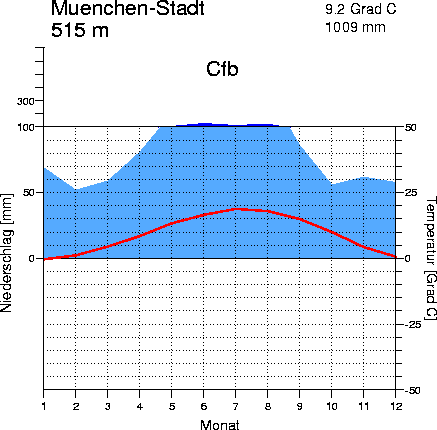 Muenchen-Stadt
515 m
9.2 Grad C
1009 mm
Cfb
300
100
50
0
50
25
0
-25
-50
Niederschlag [mm]
Temperatur [Grad C]
1 2 3 4 5 6 7 8 9 10 11 12
Monat